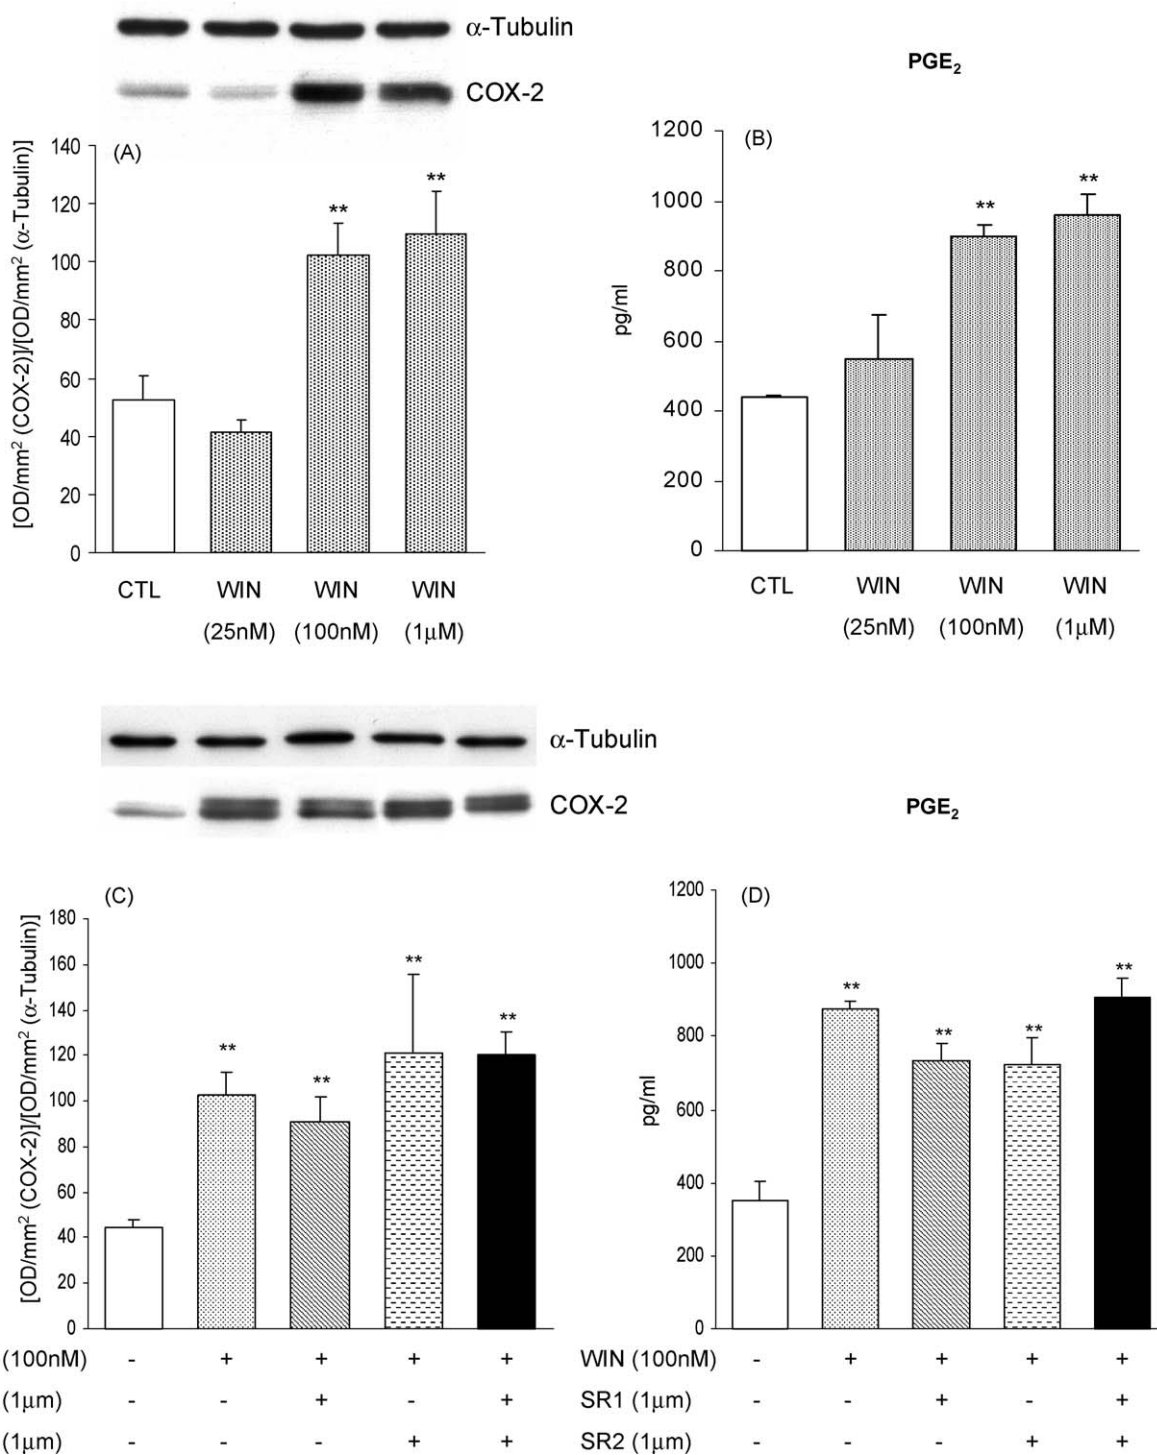 α-Tubulin
COX-2
PGE2
(A)
[OD/mm2 (COX-2)]/[OD/mm2 (α-Tubulin)]
140
120
100
80
60
40
20
0
**
**
CTL WIN WIN WIN
(25nM) (100nM) (1μM)
(B)
pg/ml
1200
1000
800
600
400
200
0
**
**
CTL WIN WIN WIN
(25nM) (100nM) (1μM)
α-Tubulin
COX-2
PGE2
(C)
[OD/mm2 (COX-2)]/[OD/mm2 (α-Tubulin)]
180
160
140
120
100
80
60
40
20
0
**
**
**
**
(100nM) - + + + +
(1μm) - - + - +
(1μm) - - - + +
(D)
pg/ml
1200
1000
800
600
400
200
0
**
**
**
**
WIN (100nM) - + + + +
SR1 (1μm) - - + - +
SR2 (1μm) - - - + +